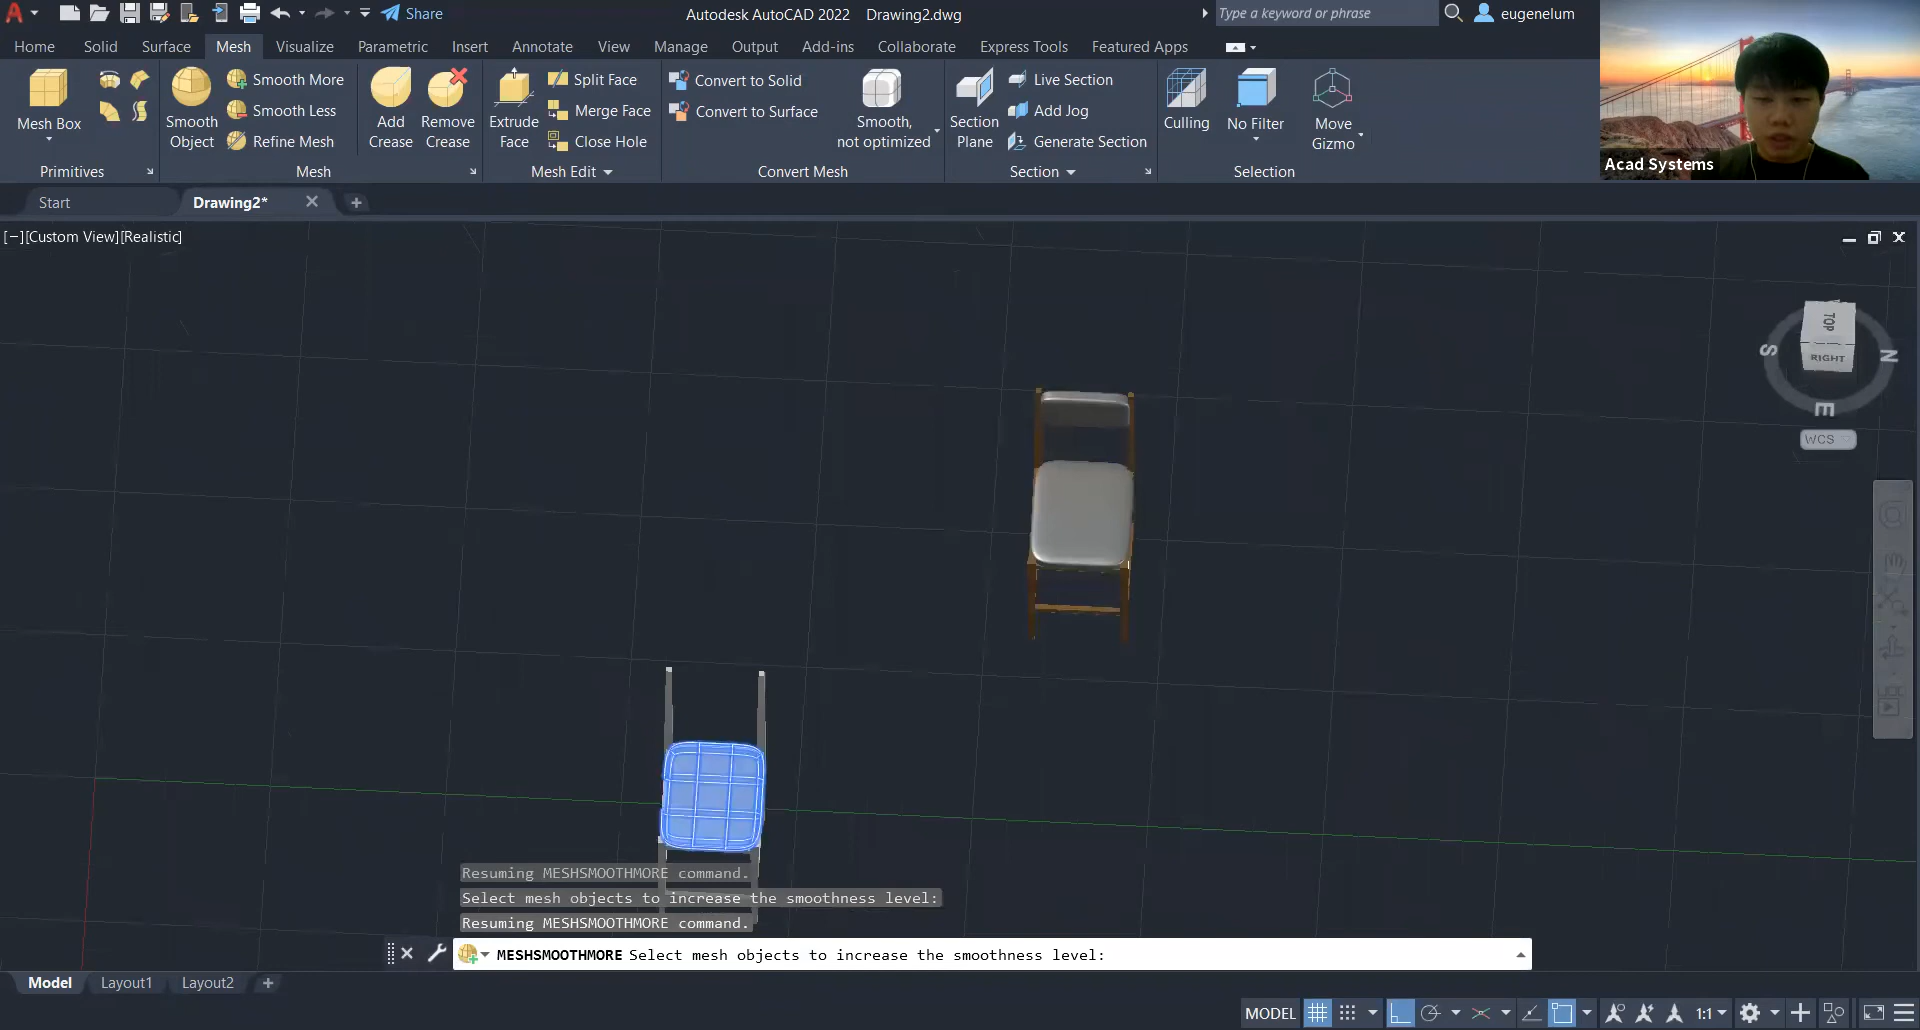 Share
Autodesk AutoCAD 2022 Drawing2.dwg
Type a keyword or phrase
eugenelum
Home Solid Surface Mesh Visualize Parametric Insert Annotate View Manage Output Add-ins Collaborate Express Tools Featured Apps
Mesh Box
Smooth Object
Smooth More
Smooth Less
Refine Mesh
Add Crease
Remove Crease
Extrude Face
Split Face
Merge Face
Close Hole
Convert to Solid
Convert to Surface
Smooth, not optimized
Section Plane
Live Section
Add Jog
Generate Section
Culling
No Filter
Move Gizmo
Primitives Mesh Mesh Edit Convert Mesh Section Selection
Acad Systems
Start Drawing2*
[−][Custom View][Realistic]
TOP
RIGHT
S
N
E
WCS
Resuming MESHSMOOTHMORE command.
Select mesh objects to increase the smoothness level:
Resuming MESHSMOOTHMORE command.
MESHSMOOTHMORE Select mesh objects to increase the smoothness level:
Model Layout1 Layout2
MODEL 1:1